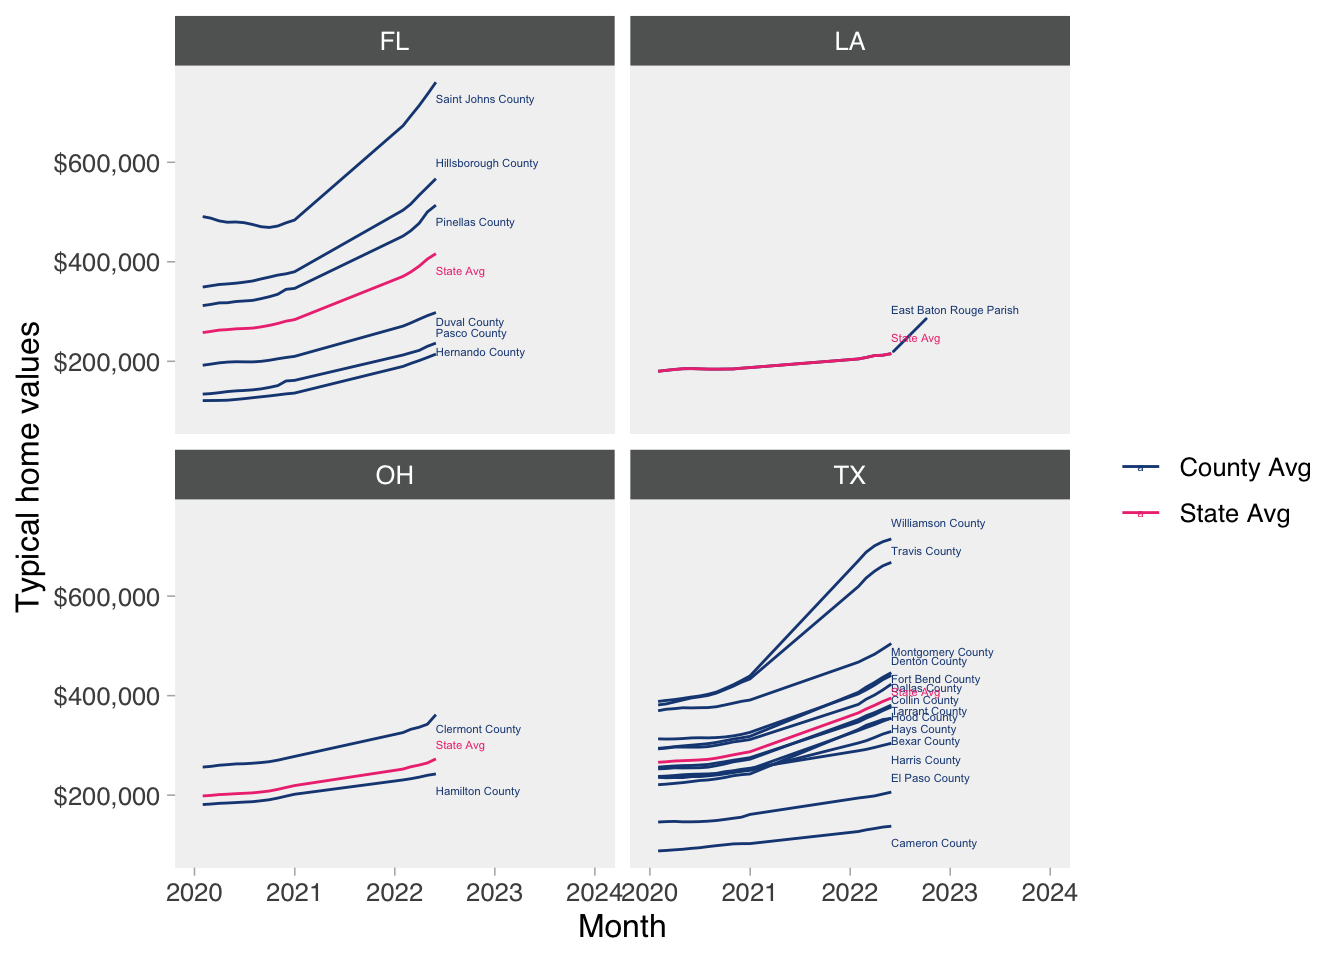 FL
LA
Typical home values
$600,000
$400,000
$200,000
Saint Johns County
Hillsborough County
Pinellas County
State Avg
Duval County
Pasco County
Hernando County
East Baton Rouge Parish
State Avg
OH
TX
$600,000
$400,000
$200,000
Clermont County
State Avg
Hamilton County
Williamson County
Travis County
Montgomery County
Denton County
Fort Bend County
Dallas County
State Avg
Collin County
Tarrant County
Hood County
Hays County
Bexar County
Harris County
El Paso County
Cameron County
2020 2021 2022 2023 2024
2020 2021 2022 2023 2024
Month
a County Avg
a State Avg